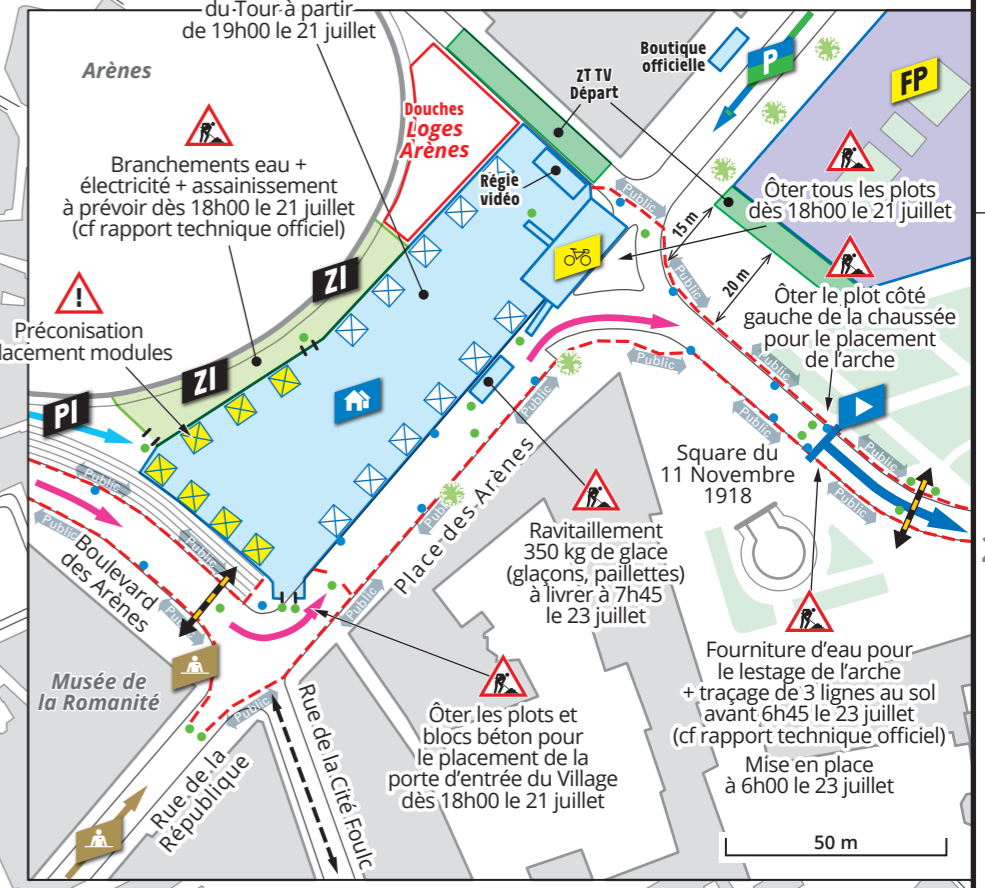 du Tour à partir
de 19h00 le 21 juillet
Arènes
Boutique
officielle
P
FP
ZT TV
Départ
Douches
Loges
Arènes
Branchements eau +
électricité + assainissement
à prévoir dès 18h00 le 21 juillet
(cf rapport technique officiel)
Régie
vidéo
Public
Ôter tous les plots
dès 18h00 le 21 juillet
15 m
20 m
Public
ZI
!
Préconisation
placement modules
Ôter le plot côté
gauche de la chaussée
pour le placement
de l'arche
ZI
PI
Public
Public
Public
Public
Public
Public
Public
Square du
11 Novembre
1918
Public
Public
Public
Public
Boulevard
des Arènes
Public
Public
Place des Arènes
Ravitaillement
350 kg de glace
(glaçons, paillettes)
à livrer à 7h45
le 23 juillet
Musée de
la Romanité
Public
Rue de la
République
Rue de la Cité Foulc
Ôter les plots et
blocs béton pour
le placement de la
porte d'entrée du Village
dès 18h00 le 21 juillet
Fourniture d'eau pour
le lestage de l'arche
+ traçage de 3 lignes au sol
avant 6h45 le 23 juillet
(cf rapport technique officiel)
Mise en place
à 6h00 le 23 juillet
50 m